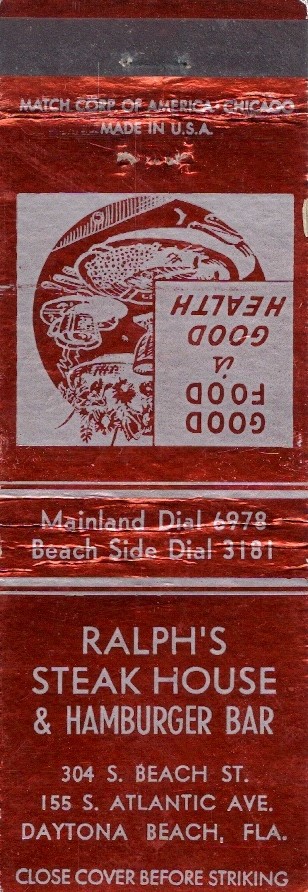 MATCH CORP. OF AMERICA, CHICAGO
MADE IN U.S.A.
GOOD
FOOD
is
GOOD
HEALTH
Mainland Dial 6978
Beach Side Dial 3181
RALPH'S
STEAK HOUSE
& HAMBURGER BAR
304 S. BEACH ST.
155 S. ATLANTIC AVE.
DAYTONA BEACH, FLA.
CLOSE COVER BEFORE STRIKING